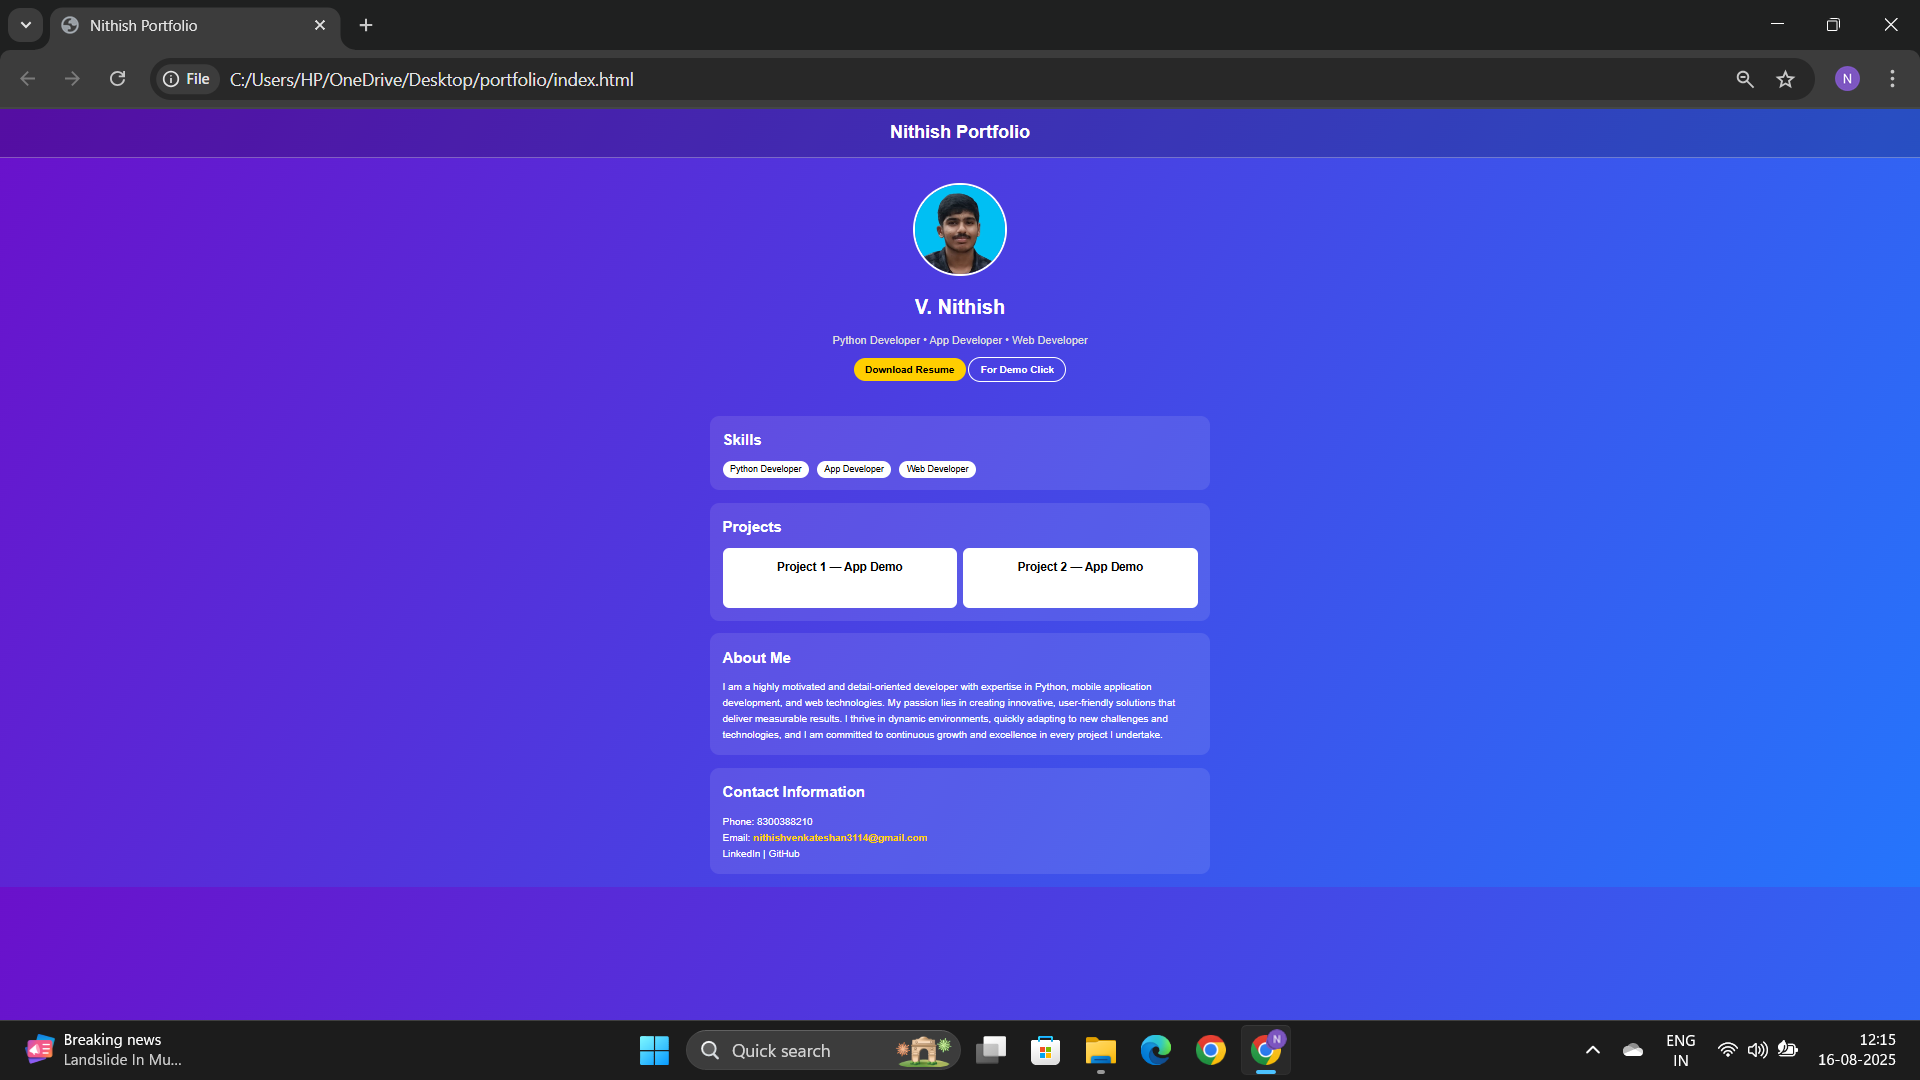 Nithish Portfolio
File
C:/Users/HP/OneDrive/Desktop/portfolio/index.html
N
Nithish Portfolio
V. Nithish
Python Developer • App Developer • Web Developer
Download Resume
For Demo Click
Skills
Python Developer
App Developer
Web Developer
Projects
Project 1 — App Demo
Project 2 — App Demo
About Me
I am a highly motivated and detail-oriented developer with expertise in Python, mobile application
development, and web technologies. My passion lies in creating innovative, user-friendly solutions that
deliver measurable results. I thrive in dynamic environments, quickly adapting to new challenges and
technologies, and I am committed to continuous growth and excellence in every project I undertake.
Contact Information
Phone: 8300388210
Email: nithishvenkateshan3114@gmail.com
LinkedIn | GitHub
Breaking news
Landslide In Mu...
Quick search
N
ENG
IN
12:15
16-08-2025